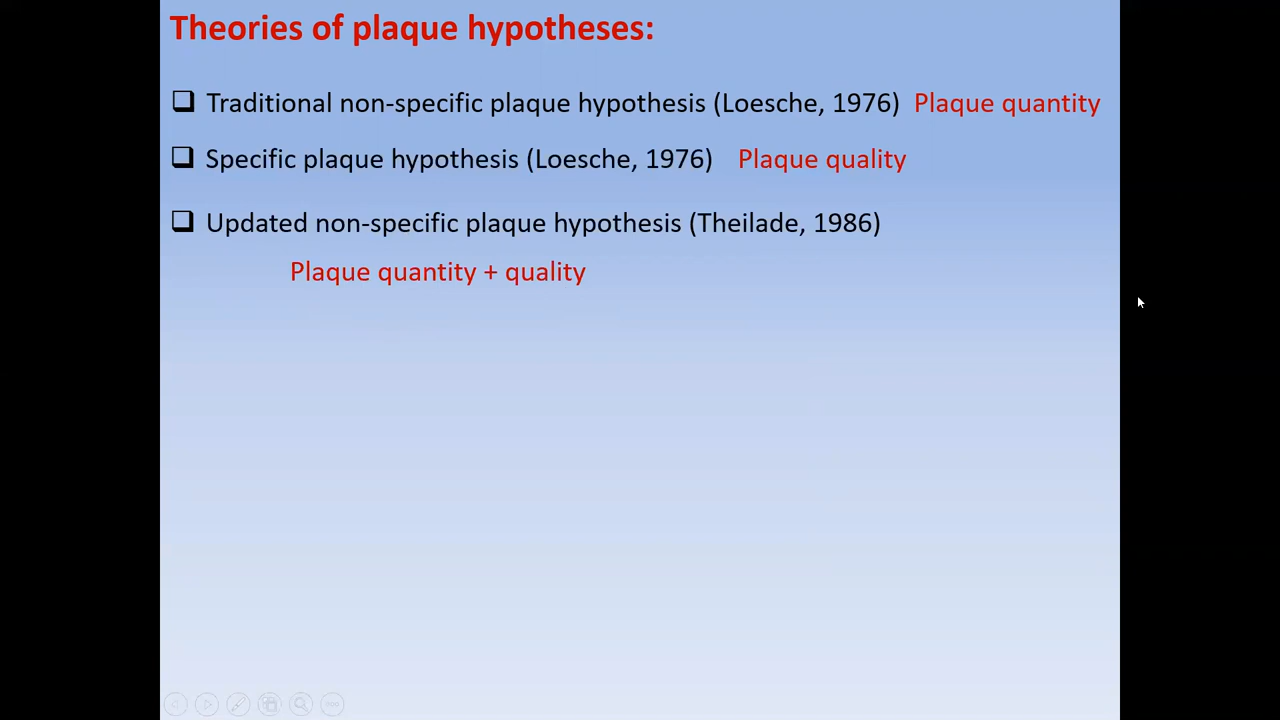 Theories of plaque hypotheses:
Traditional non-specific plaque hypothesis (Loesche, 1976) Plaque quantity
Specific plaque hypothesis (Loesche, 1976) Plaque quality
Updated non-specific plaque hypothesis (Theilade, 1986)
Plaque quantity + quality